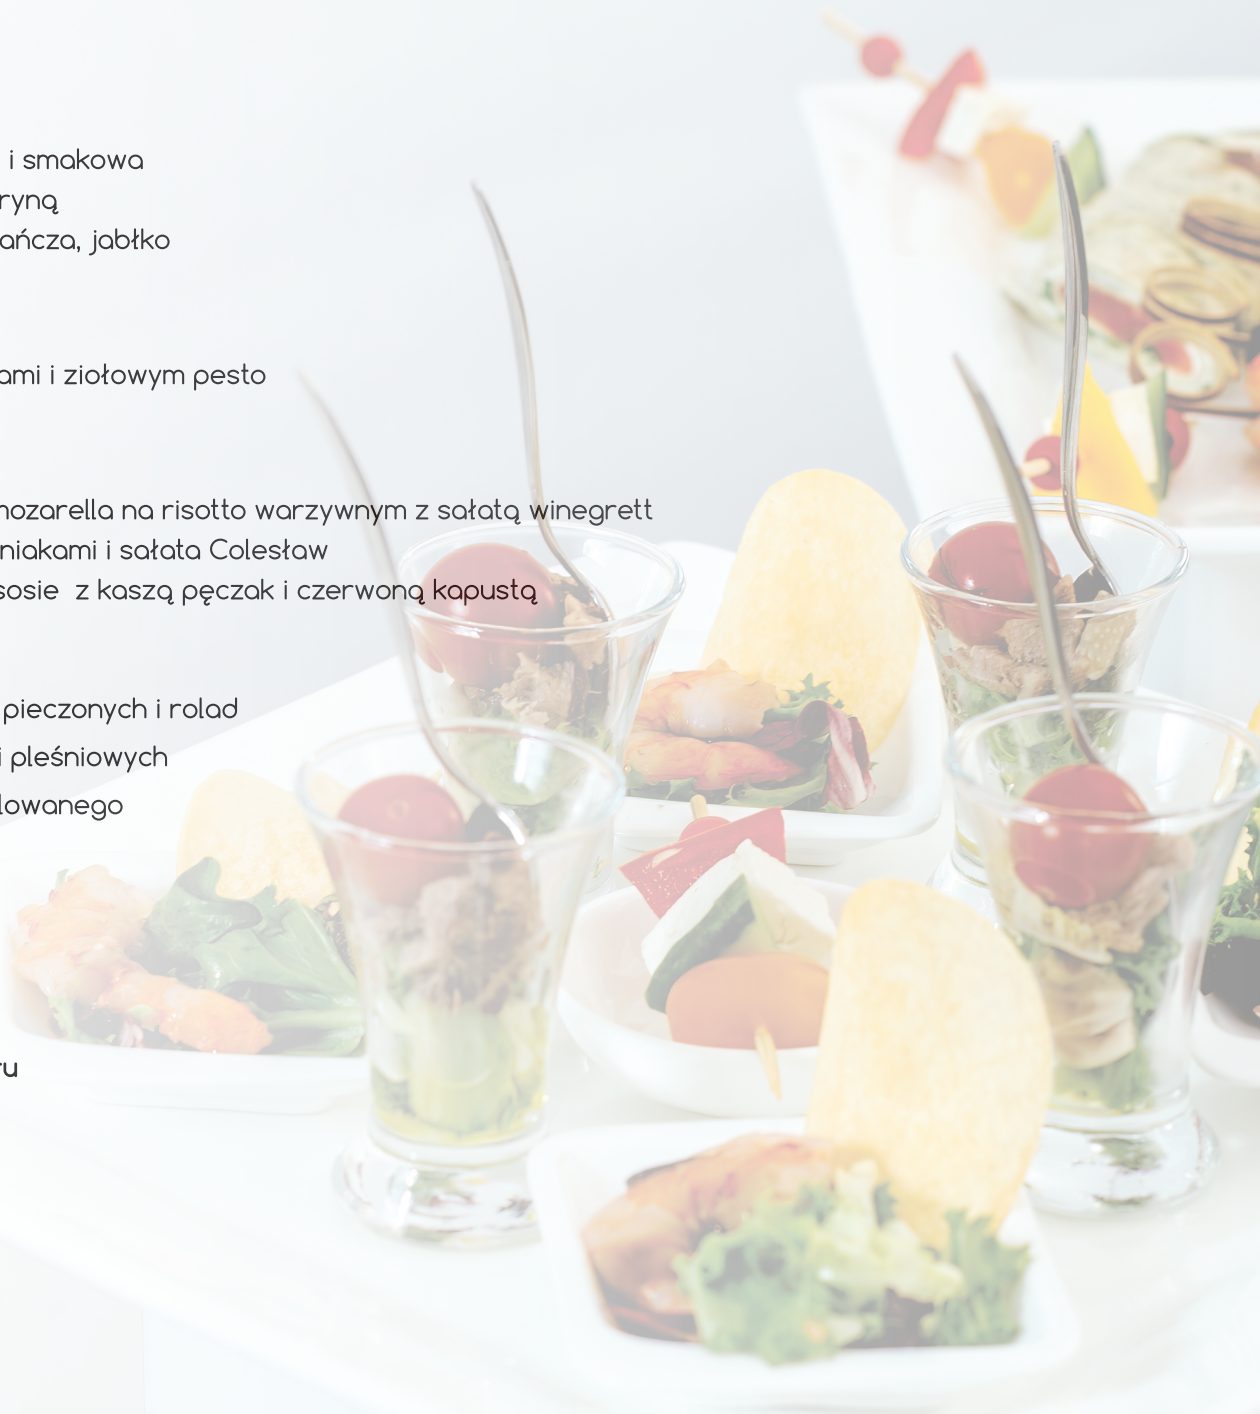 i smakowa
ryną
ańcza, jabłko
ami i ziołowym pesto
mozarella na risotto warzywnym z sałatą winegrett
niakami i sałata Colesław
sosie z kaszą pęczak i czerwoną kapustą
pieczonych i rolad
i pleśniowych
lowanego
ru